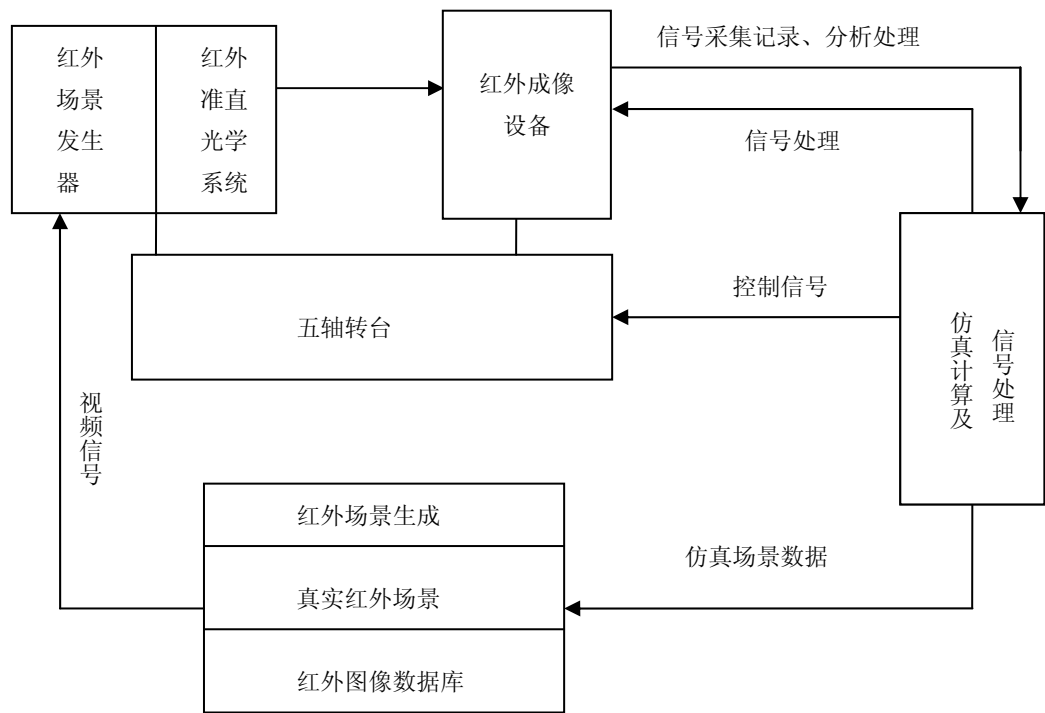 红外
场景
发生
器
红外
准直
光学
系统
红外成像
设备
信号采集记录、分析处理
信号处理
控制信号
五轴转台
仿真计算及
信号处理
视频信号
红外场景生成
真实红外场景
红外图像数据库
仿真场景数据